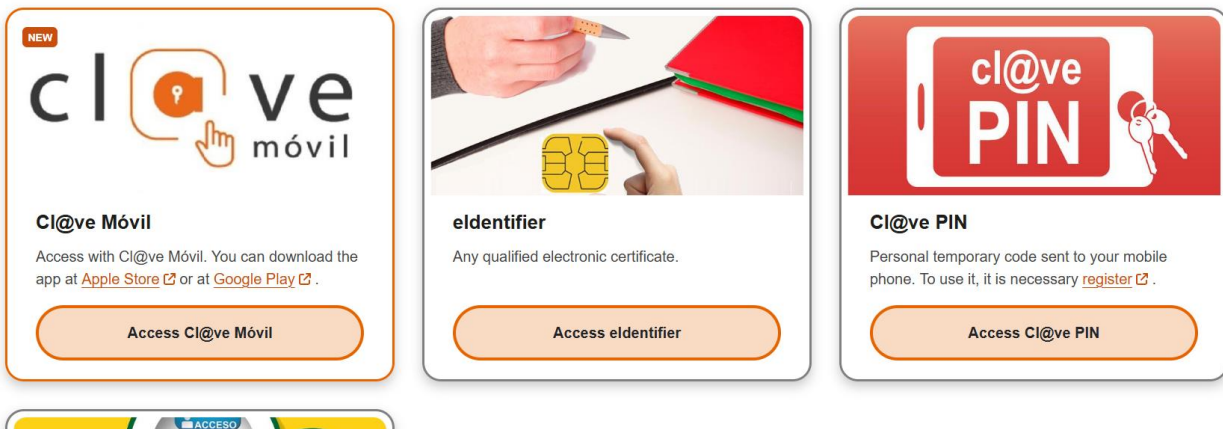 NEW
cl@ve
móvil
Cl@ve Móvil
Access with Cl@ve Móvil. You can download the
app at Apple Store or at Google Play .
Access Cl@ve Móvil
eIdentifier
Any qualified electronic certificate.
Access eIdentifier
cl@ve
PIN
Cl@ve PIN
Personal temporary code sent to your mobile
phone. To use it, it is necessary register .
Access Cl@ve PIN
ACCESO